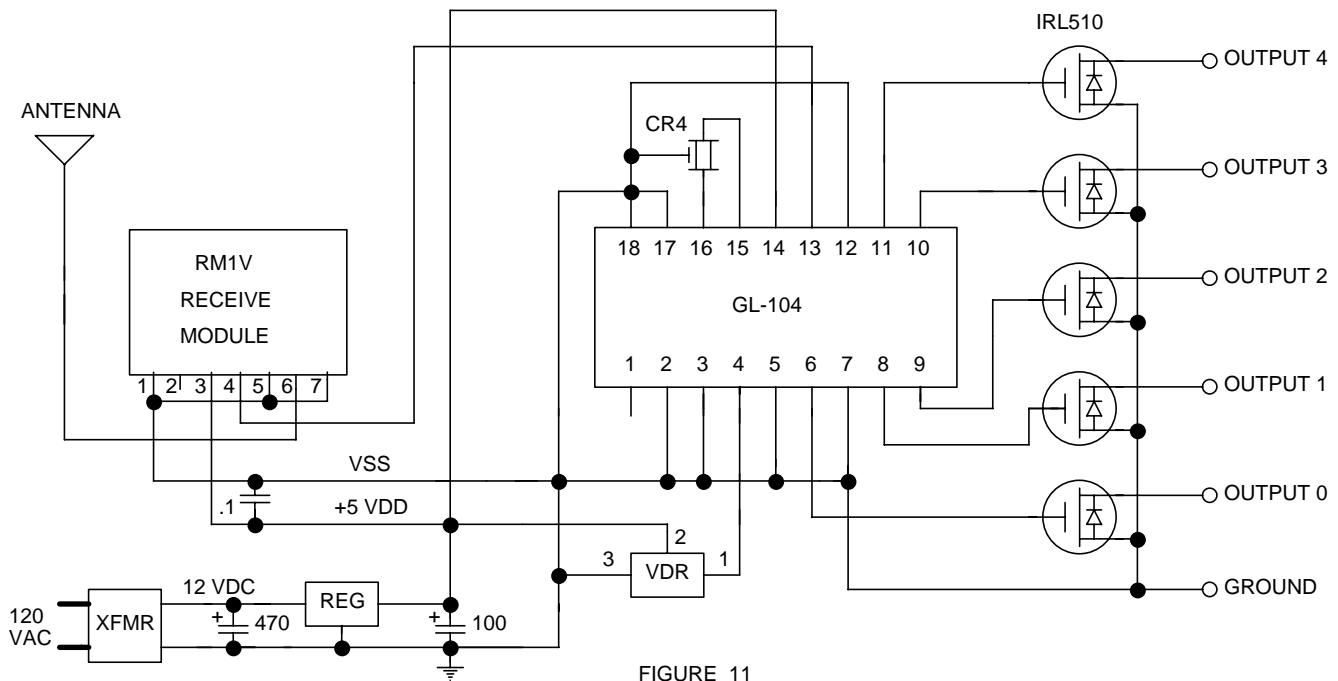 IRL510
OUTPUT 4
ANTENNA
CR4
OUTPUT 3
18 17 16 15 14 13 12 11 10
RM1V
RECEIVE
MODULE
GL-104
OUTPUT 2
1 2 3 4 5 6 7 8 9
1 2 3 4 5 6 7
OUTPUT 1
VSS
.1
+5 VDD
OUTPUT 0
2
3
VDR
1
12 VDC
REG
GROUND
120
VAC
XFMR
+
470
+
100
FIGURE 11